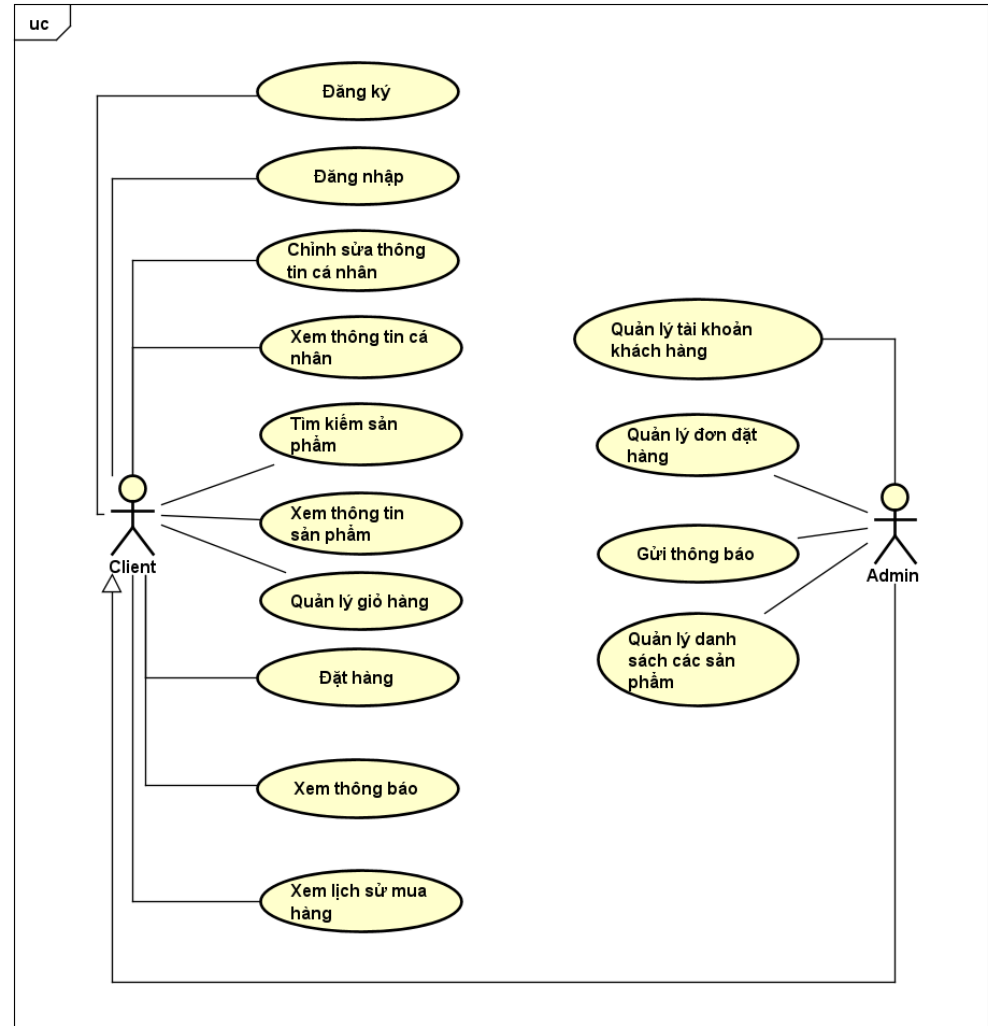 uc
Đăng ký
Đăng nhập
Chỉnh sửa thông
tin cá nhân
Xem thông tin cá
nhân
Tìm kiếm sản
phẩm
Xem thông tin
sản phẩm
Quản lý giỏ hàng
Đặt hàng
Xem thông báo
Xem lịch sử mua
hàng
Client
Quản lý tài khoản
khách hàng
Quản lý đơn đặt
hàng
Gửi thông báo
Quản lý danh
sách các sản
phẩm
Admin